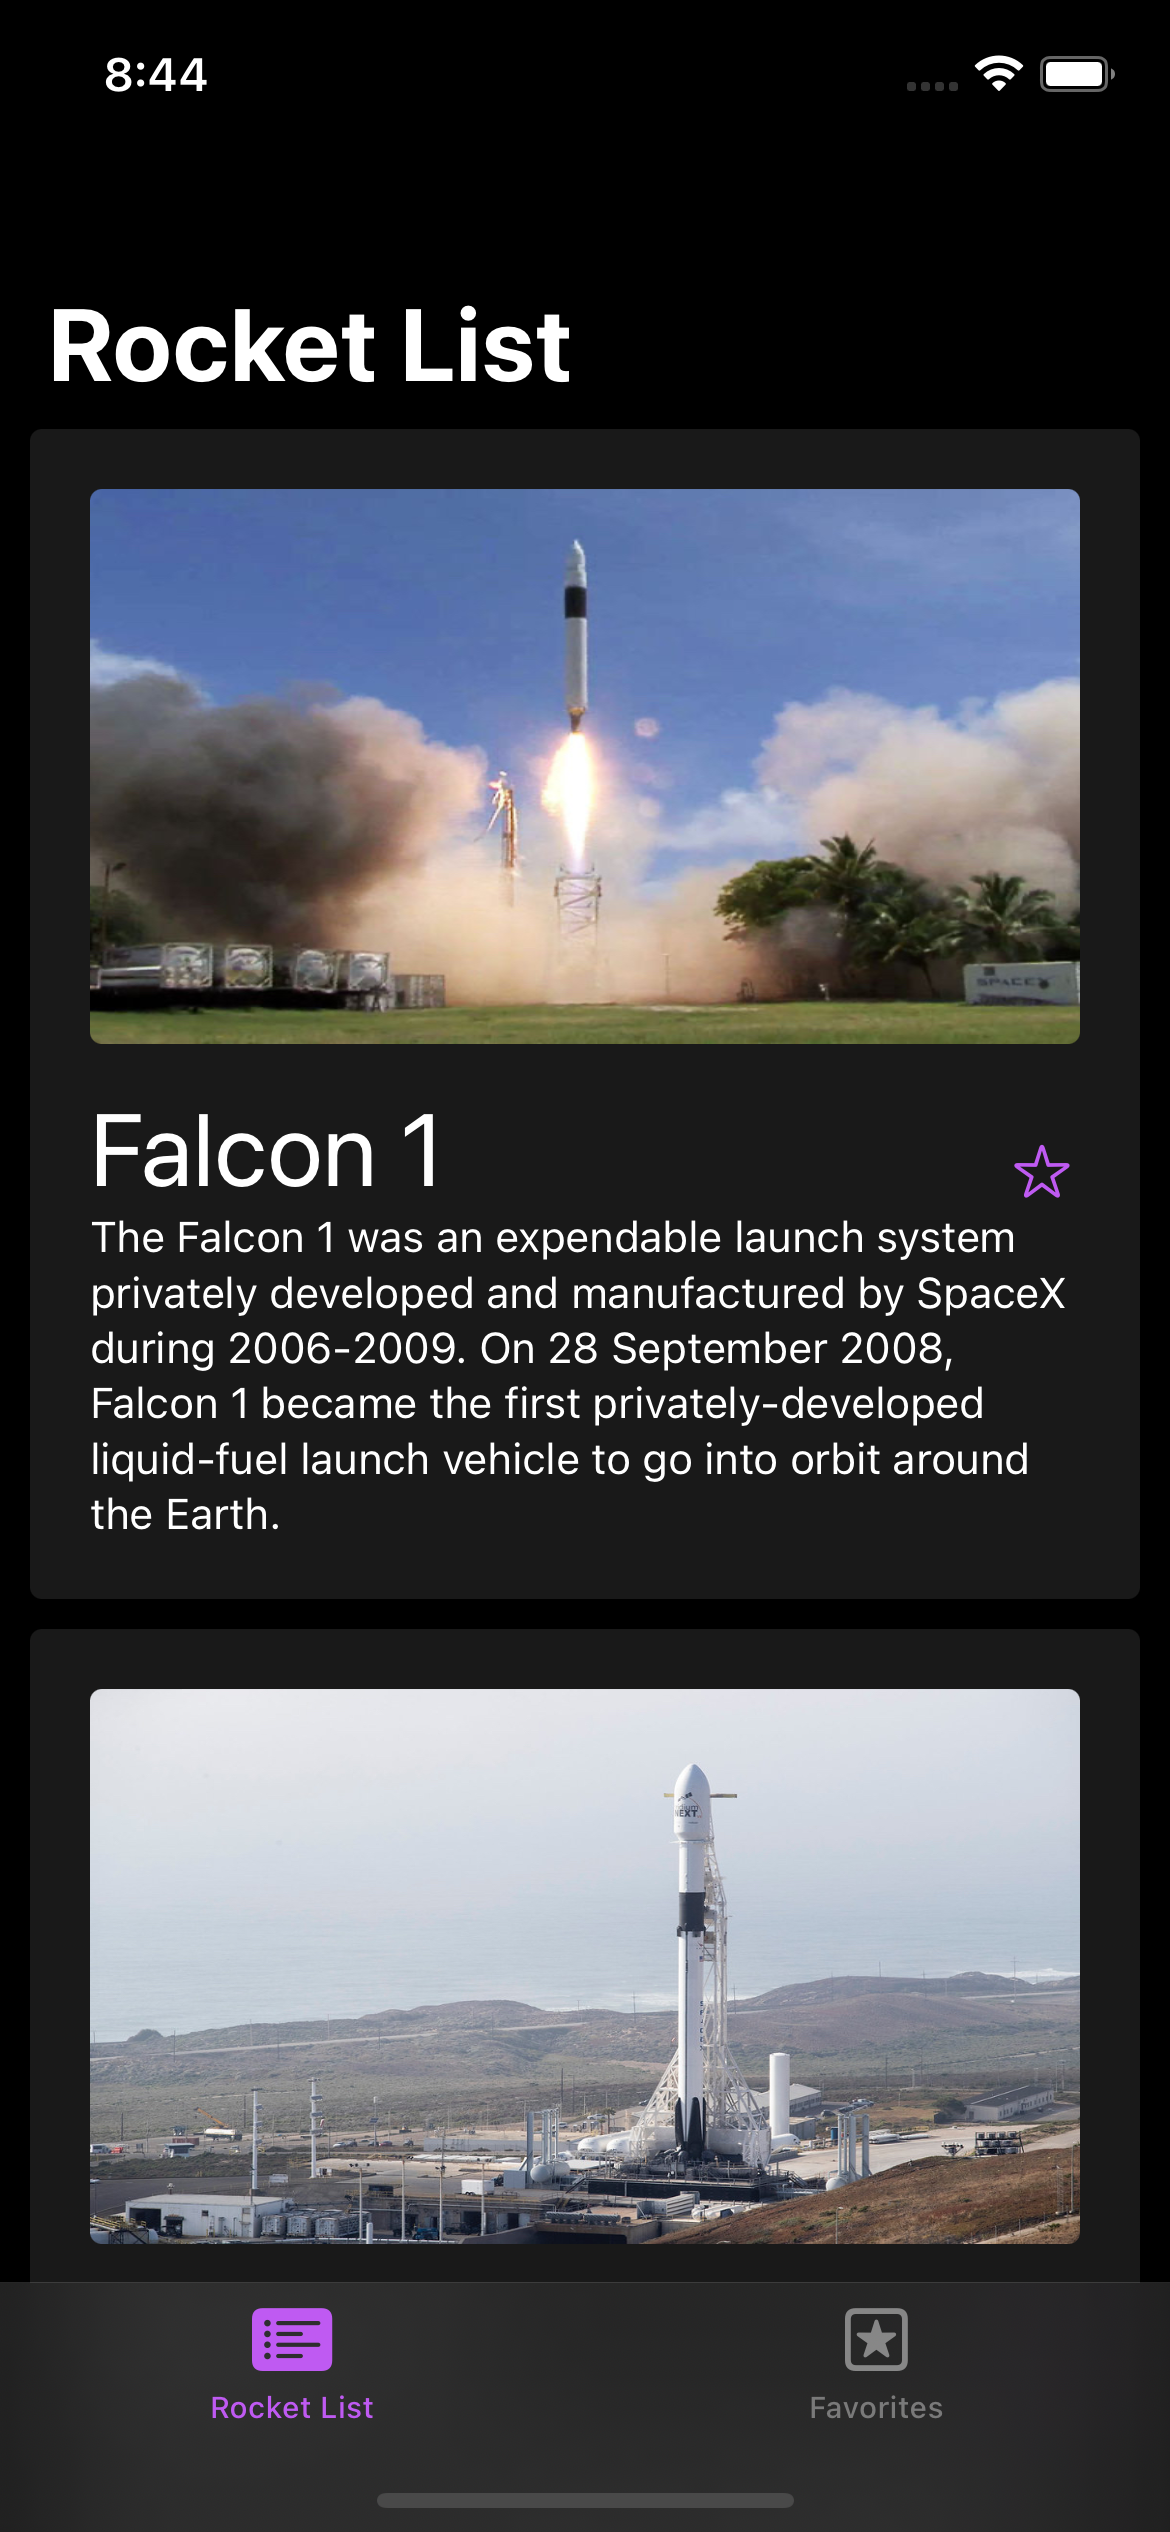 8:44
Rocket List
SPACEX
Falcon 1
The Falcon 1 was an expendable launch system
privately developed and manufactured by SpaceX
during 2006-2009. On 28 September 2008,
Falcon 1 became the first privately-developed
liquid-fuel launch vehicle to go into orbit around
the Earth.
NEXT
Rocket List
Favorites